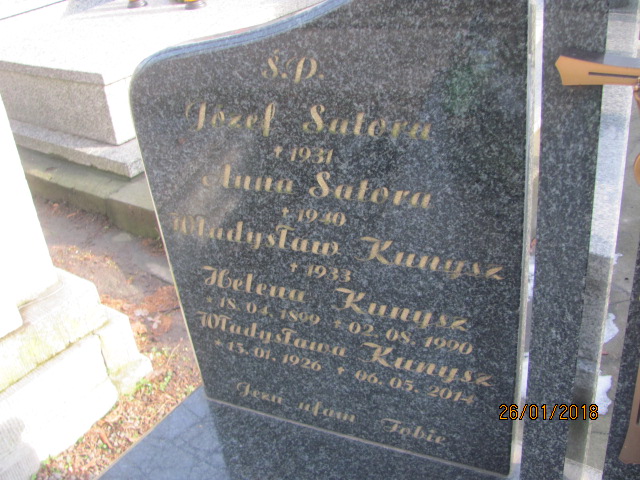 Ś.P.
Józef Satora
+1931
Anna Satora
+1930
Władysław Kunysz
+1933
Helena Kunysz
*18.04.1899 +02.08.1990
Władysława Kunysz
*13.01.1926 +06.05.2014
Jezu ufam Tobie
26/01/2018